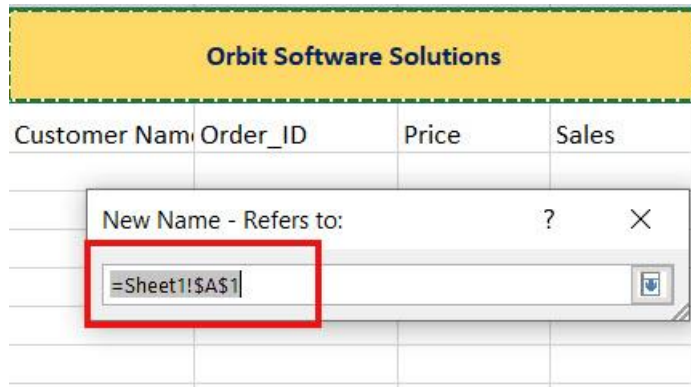 Orbit Software Solutions
Customer Nam Order_ID Price Sales
New Name - Refers to: ?
=Sheet1!$A$1